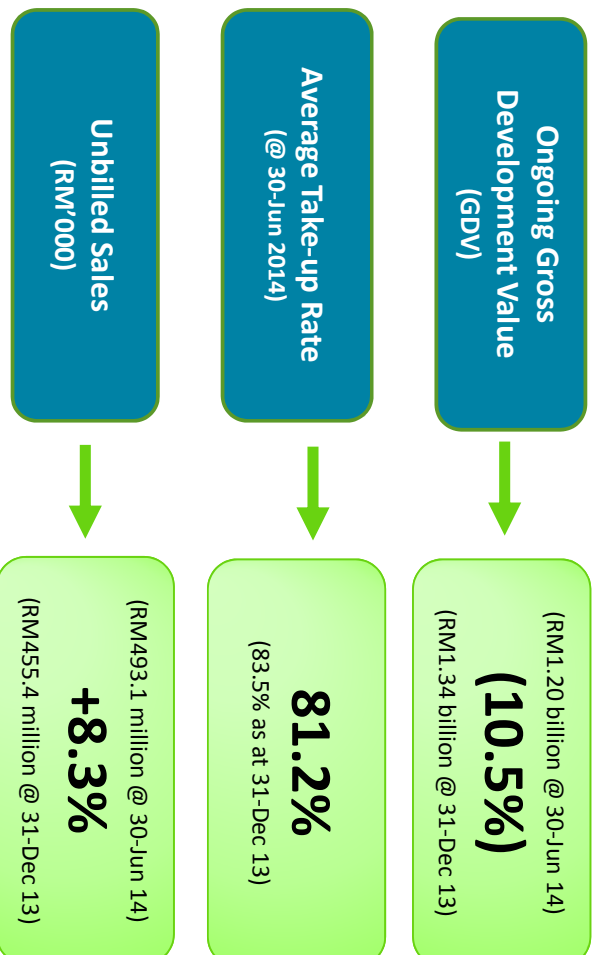 Ongoing Gross
Development Value
(GDV)
(RM1.20 billion @ 30-Jun 14)
(10.5%)
(RM1.34 billion @ 31-Dec 13)
Average Take-up Rate
(@ 30-Jun 2014)
81.2%
(83.5% as at 31-Dec 13)
Unbilled Sales
(RM'000)
(RM493.1 million @ 30-Jun 14)
+8.3%
(RM455.4 million @ 31-Dec 13)